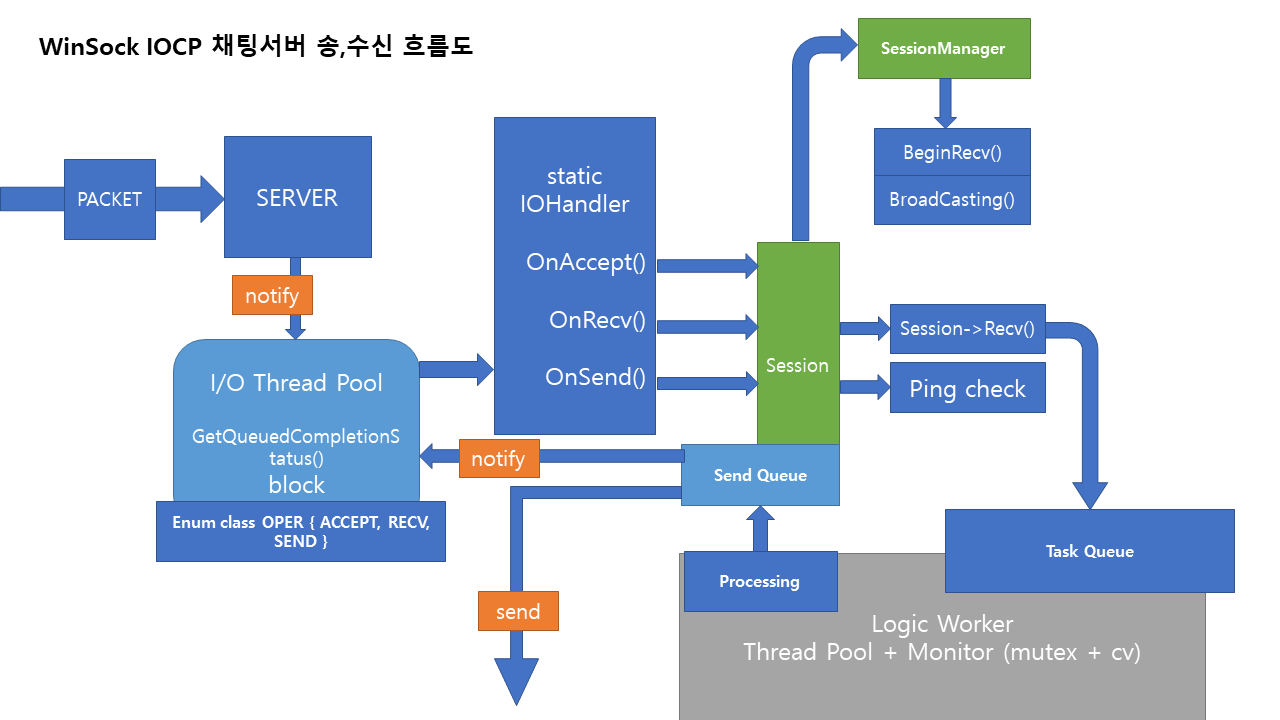 WinSock IOCP 채팅서버 송,수신 흐름도
SessionManager
BeginRecv()
BroadCasting()
PACKET
SERVER
notify
static
IOHandler
OnAccept()
OnRecv()
OnSend()
Session
Session->Recv()
Ping check
I/O Thread Pool
GetQueuedCompletionS
tatus()
block
Enum class OPER { ACCEPT, RECV,
SEND }
notify
Send Queue
send
Processing
Task Queue
Logic Worker
Thread Pool + Monitor (mutex + cv)